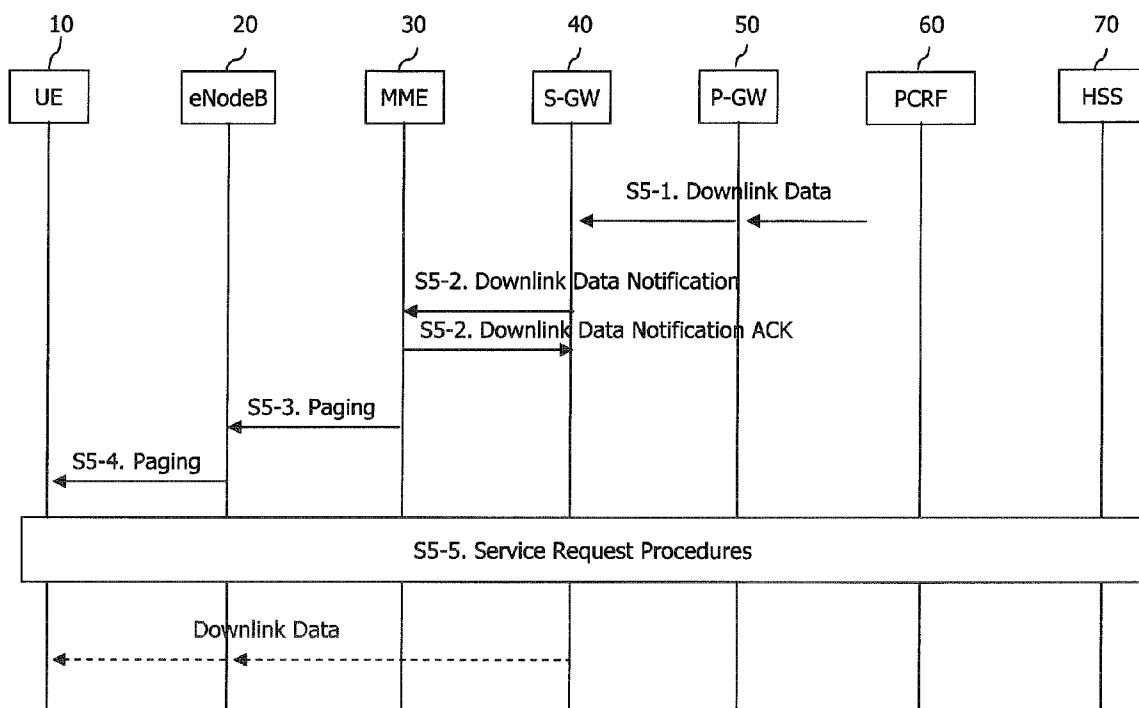 10 20 30 40 50 60 70
UE eNodeB MME S-GW P-GW PCRF HSS
S5-1. Downlink Data
S5-2. Downlink Data Notification
S5-2. Downlink Data Notification ACK
S5-3. Paging
S5-4. Paging
S5-5. Service Request Procedures
Downlink Data